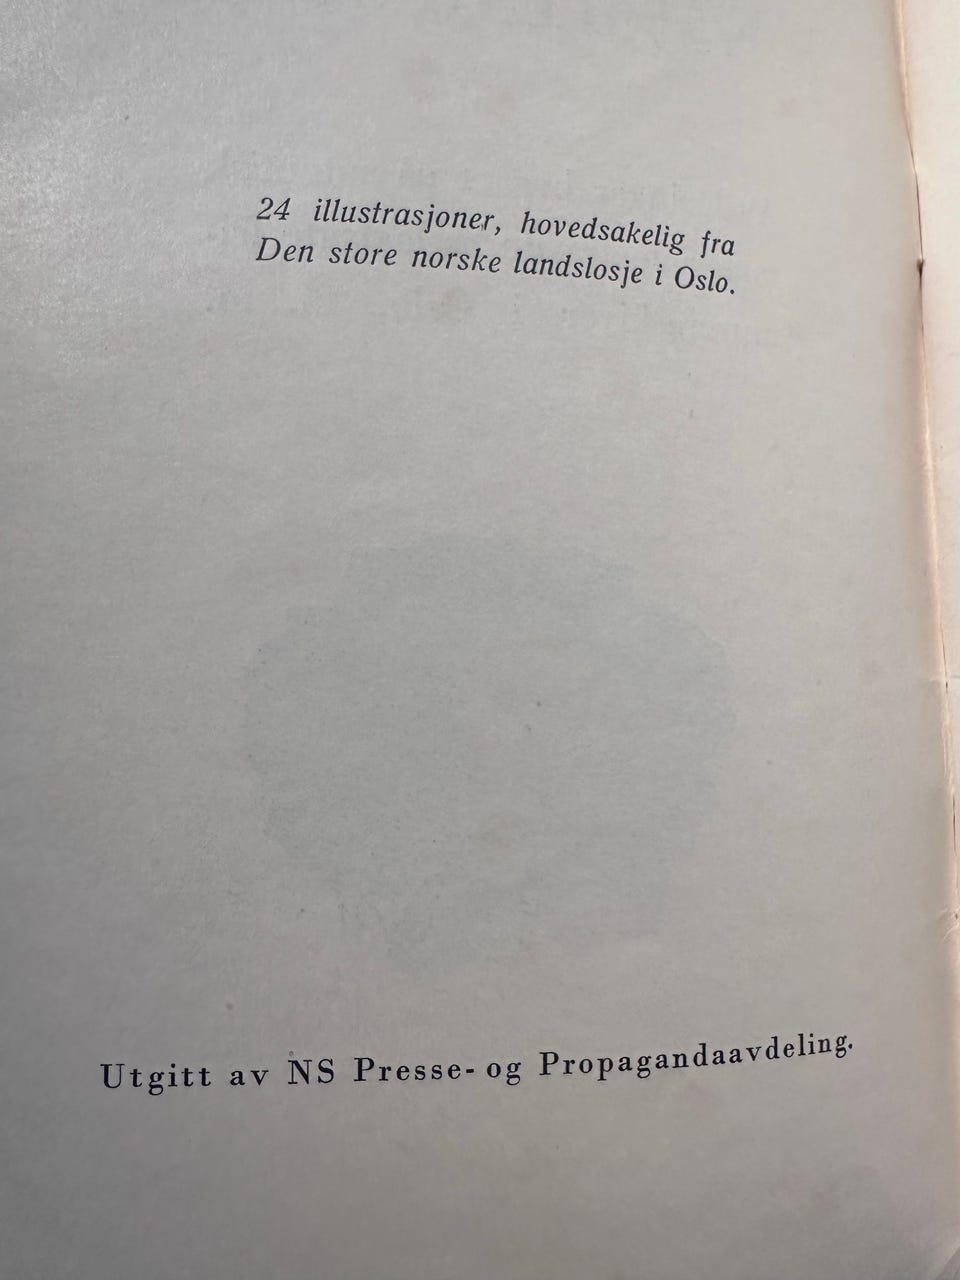 24 illustrasjoner, hovedsakelig fra
Den store norske landslosje i Oslo.
Utgitt av NS Presse- og Propagandaavdeling.